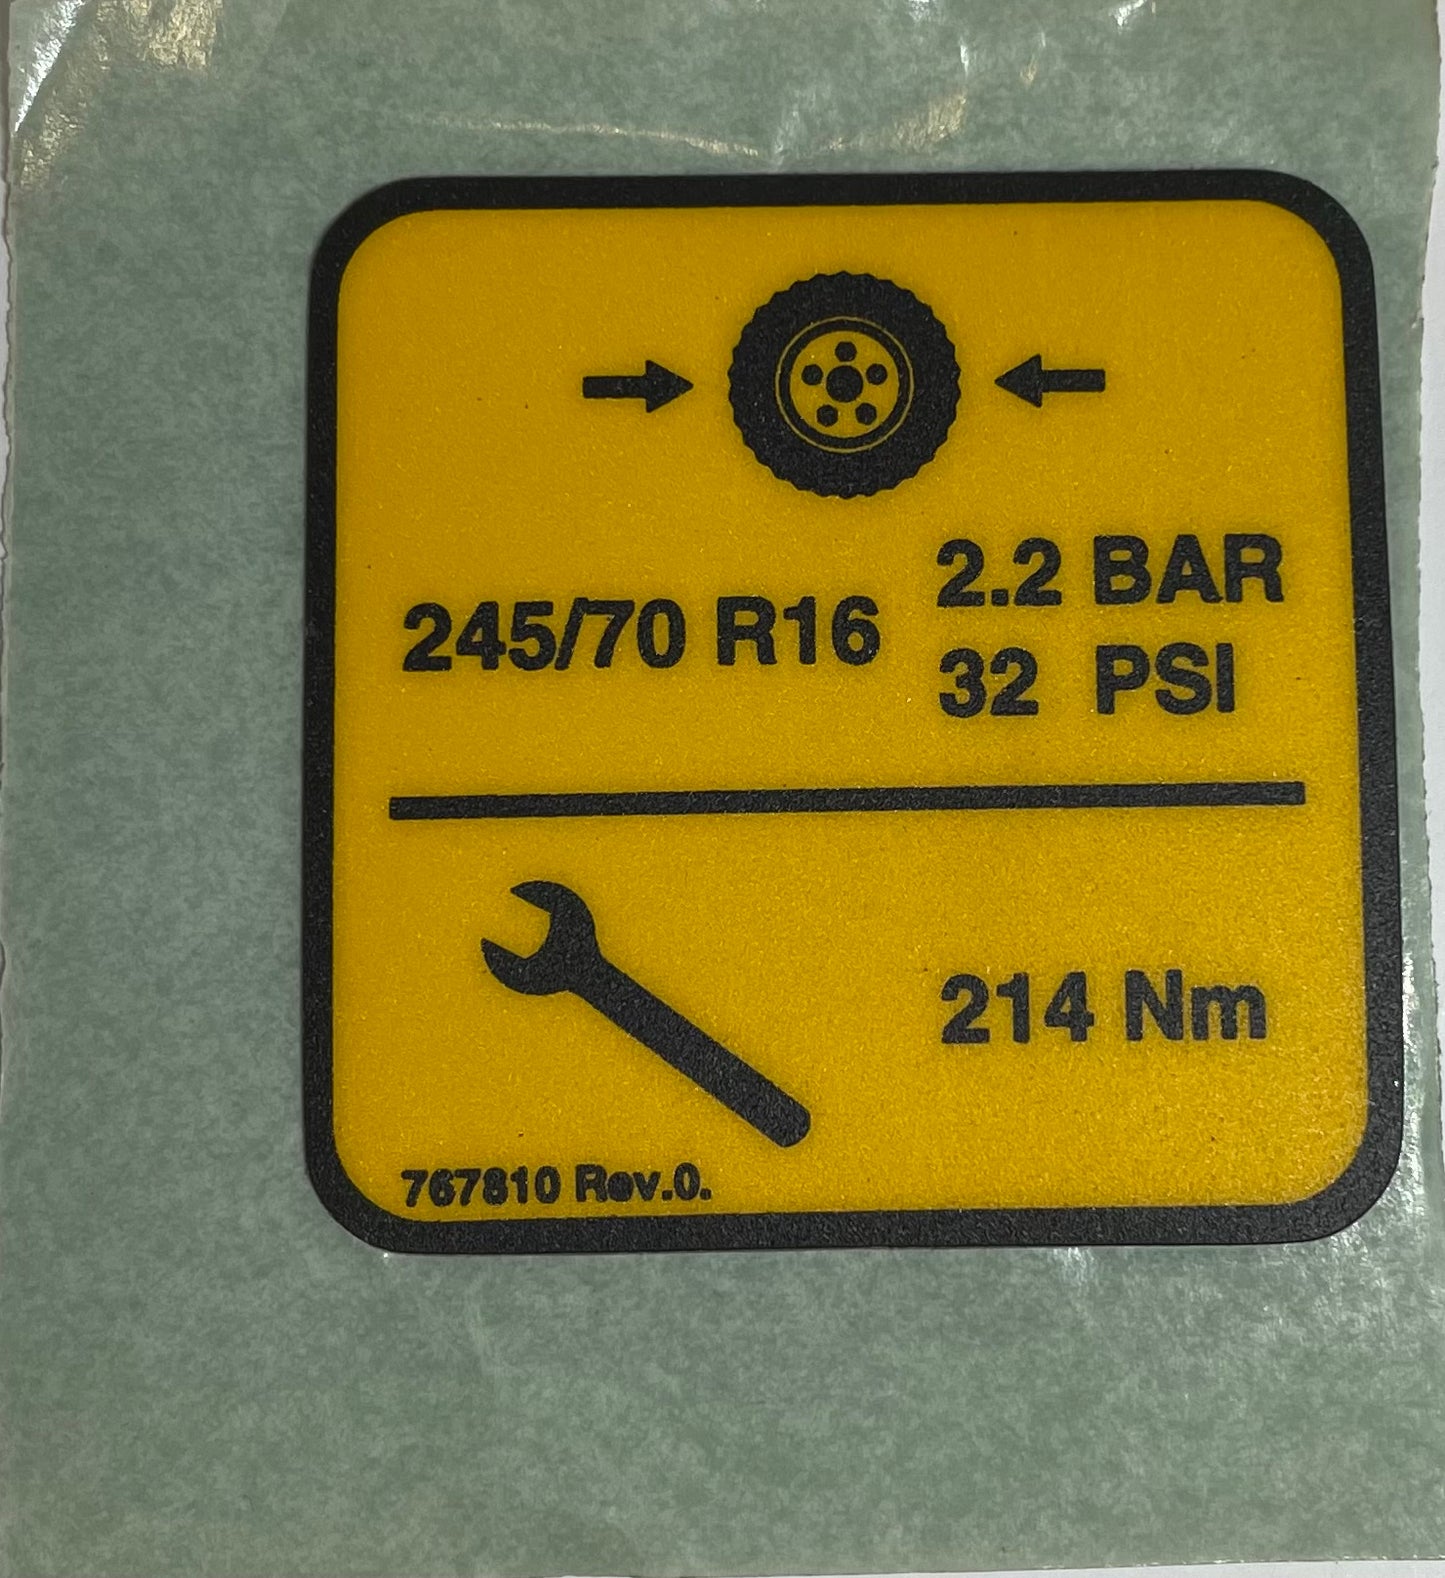 245/70 R16
2.2 BAR
32 PSI
214 Nm
767810 Rev.0.